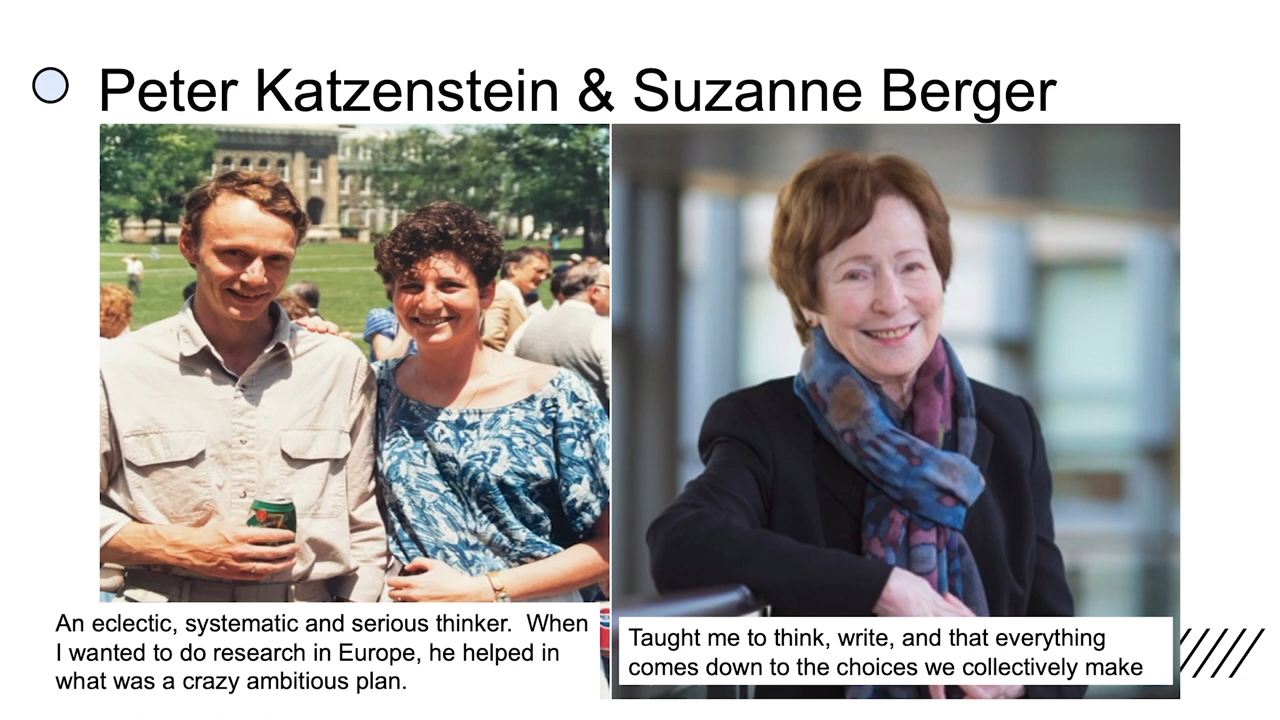 Peter Katzenstein & Suzanne Berger
An eclectic, systematic and serious thinker.  When
I wanted to do research in Europe, he helped in
what was a crazy ambitious plan.
Taught me to think, write, and that everything
comes down to the choices we collectively make